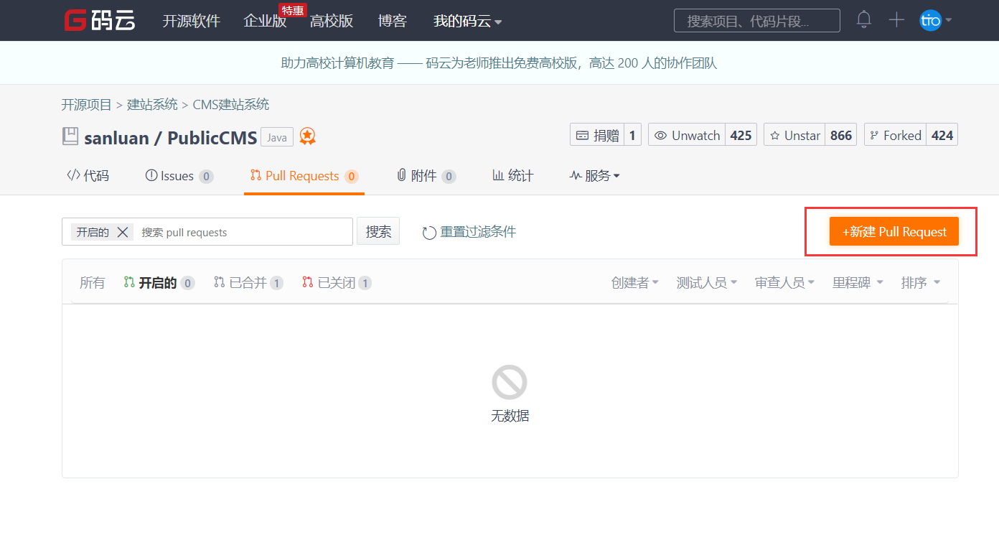 码云 开源软件 企业版 特惠 高校版 博客 我的码云 搜索项目、代码片段... tio
助力高校计算机教育 —— 码云为老师推出免费高校版，高达 200 人的协作团队
开源项目 > 建站系统 > CMS建站系统
sanluan / PublicCMS Java 捐赠 1 Unwatch 425 Unstar 866 Forked 424
代码 Issues 0 Pull Requests 0 附件 0 统计 服务
开启的 搜索 pull requests 搜索 重置过滤条件 +新建 Pull Request
所有 开启的 0 已合并 1 已关闭 1 创建者 测试人员 审查人员 里程碑 排序
无数据